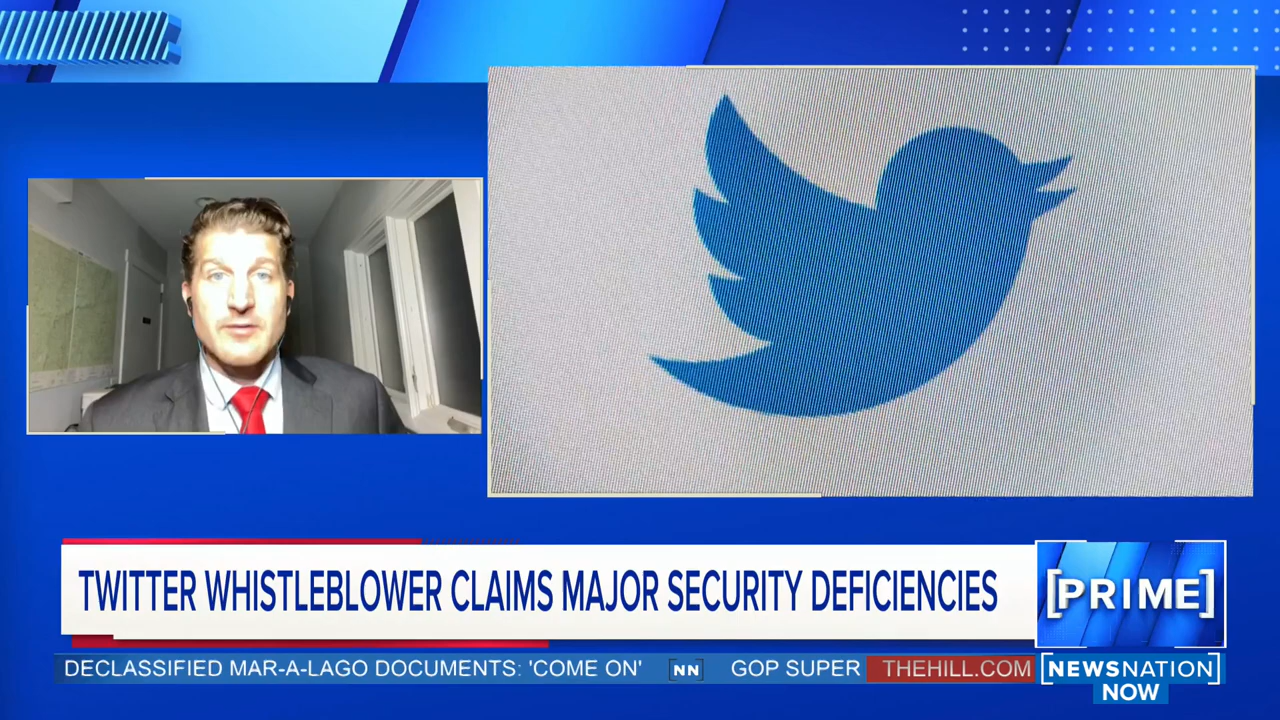 TWITTER WHISTLEBLOWER CLAIMS MAJOR SECURITY DEFICIENCIES
[PRIME]
DECLASSIFIED MAR-A-LAGO DOCUMENTS: 'COME ON' [NN] GOP SUPER THEHILL.COM
[NEWSNATION]
NOW